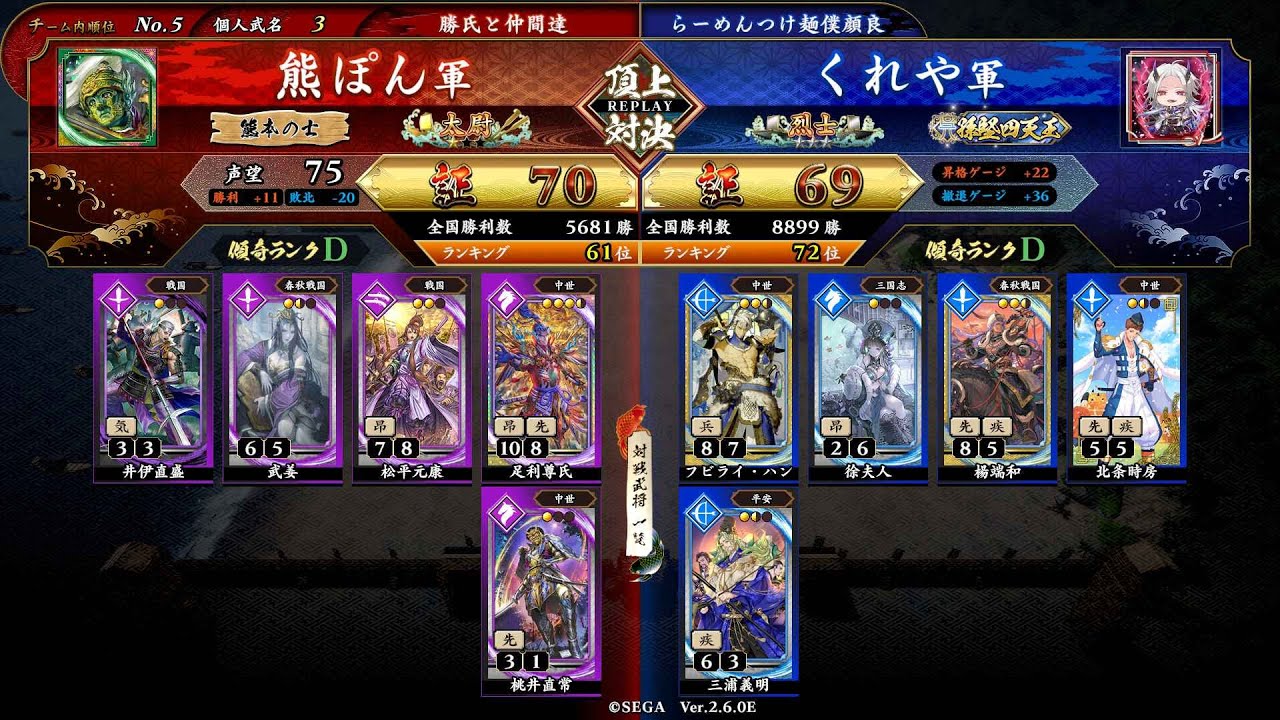 チーム内順位 No.5 個人武名 3
勝氏と仲間達
らーめんつけ麺僕顔良
熊ぽん軍
頂上
REPLAY
対決
くれや軍
熊本の士
太尉
烈士
孫堅四天王
声望 75
勝利 +11 敗北 -20
証 70
証 69
昇格ゲージ +22
撤退ゲージ +36
全国勝利数 5681勝
全国勝利数 8899勝
傾奇ランクD
ランキング 61位
ランキング 72位
傾奇ランクD
戦国
気
3 3
井伊直盛
春秋戦国
6 5
武姜
戦国
昂
7 8
松平元康
中世
昂 先
10 8
足利尊氏
中世
先
3 1
桃井直常
対戦武将一覧
中世
兵
8 7
フビライ・ハン
三国志
昂
2 6
徐夫人
春秋戦国
先 疾
8 5
楊端和
中世
先 疾
5 5
北条時房
平安
疾
6 3
三浦義明
©SEGA Ver.2.6.0E